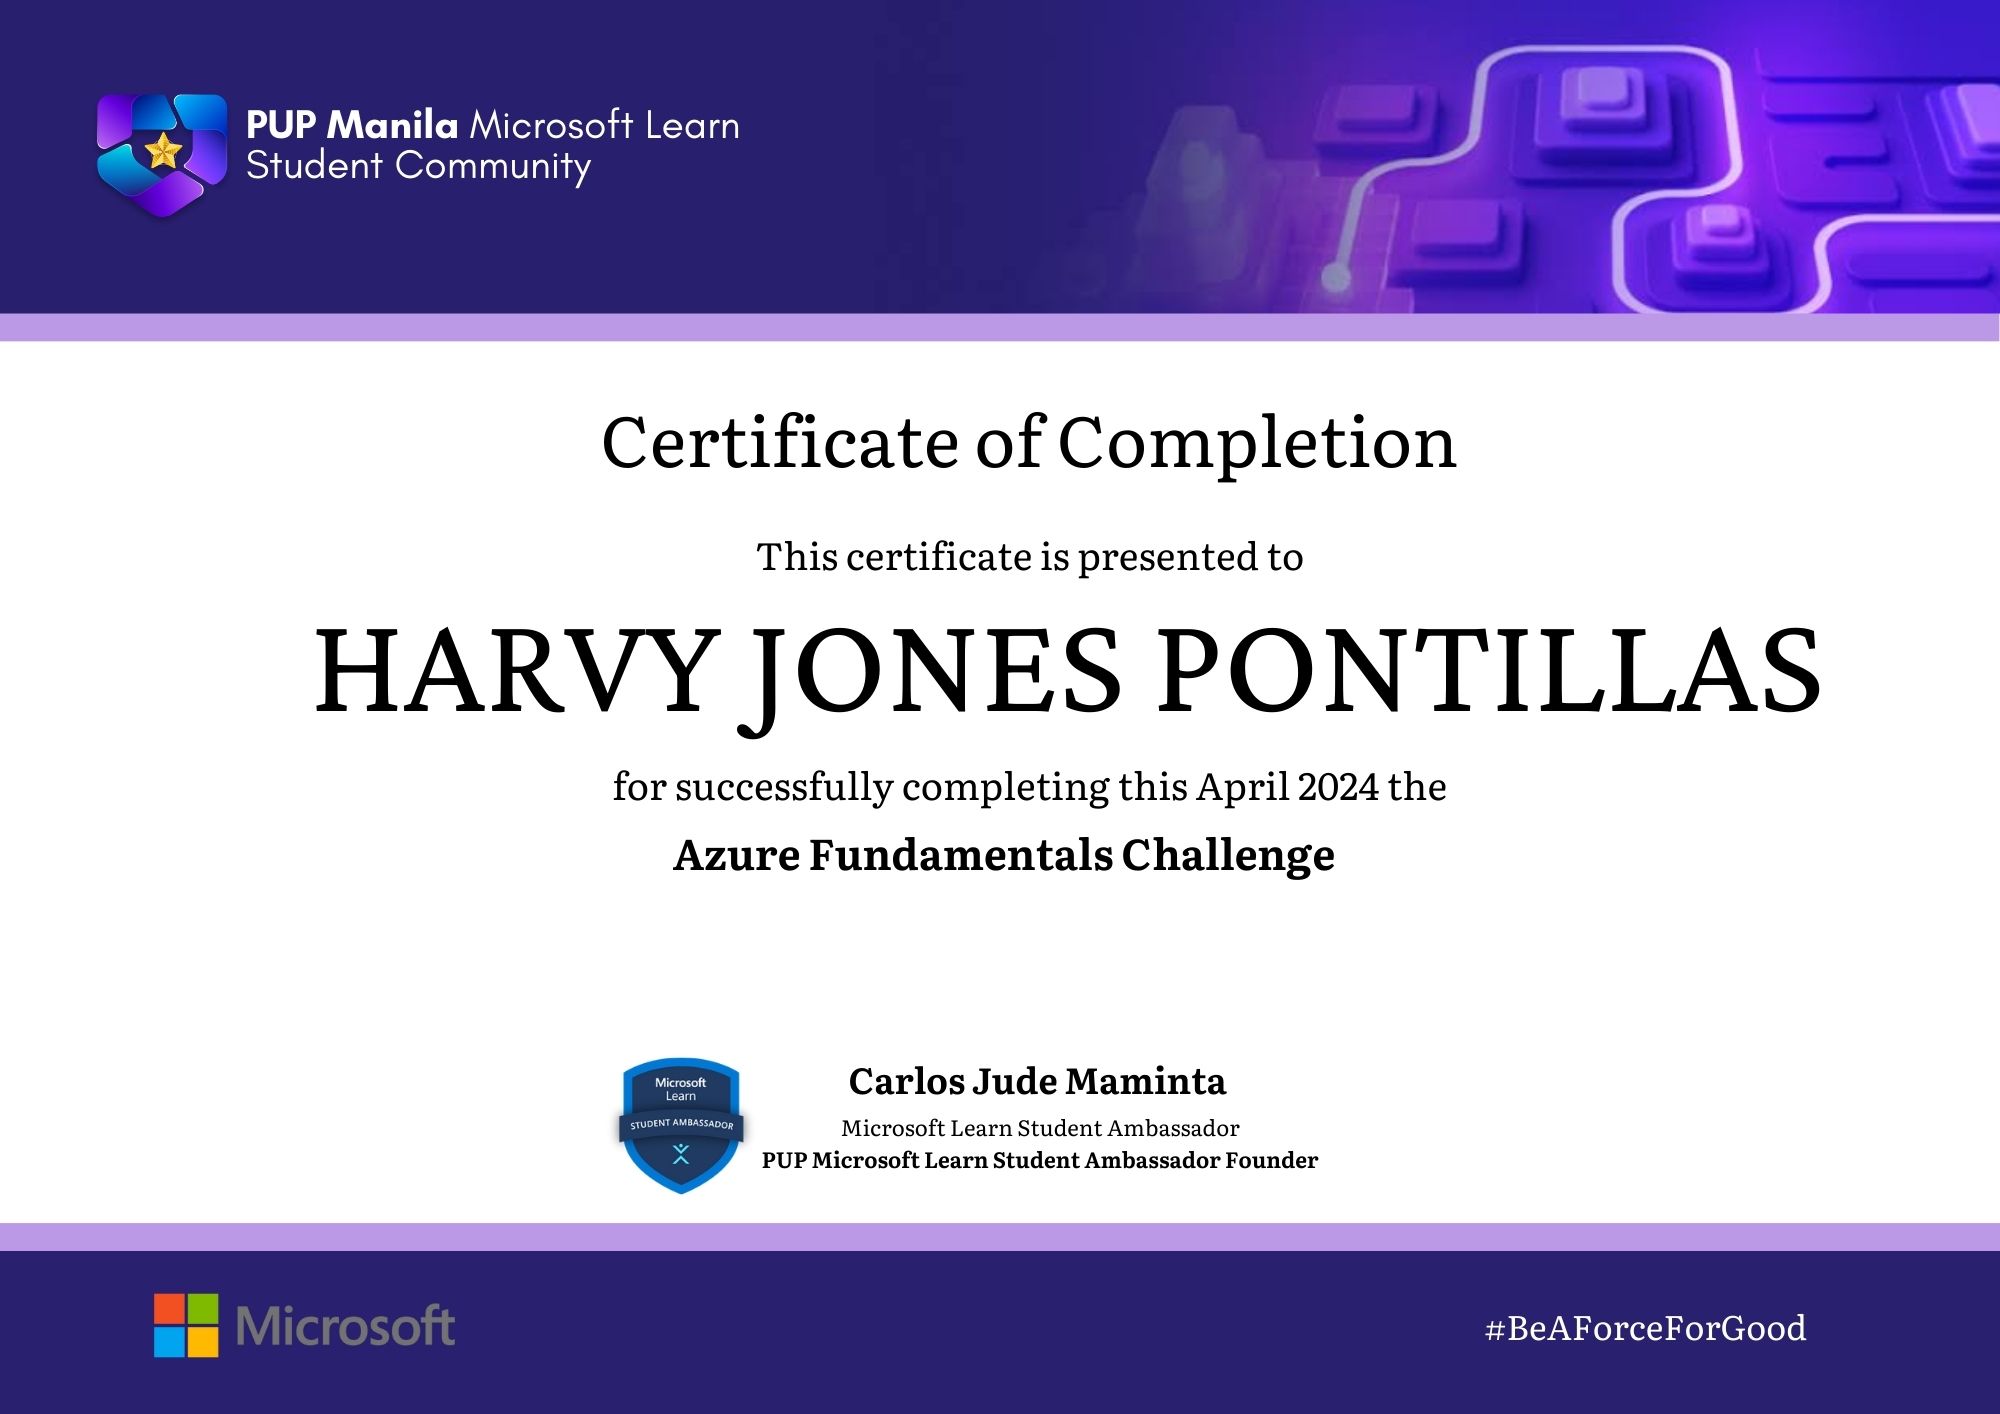 PUP Manila Microsoft Learn
Student Community
Certificate of Completion
This certificate is presented to
HARVY JONES PONTILLAS
for successfully completing this April 2024 the
Azure Fundamentals Challenge
Microsoft
Learn
STUDENT AMBASSADOR
Carlos Jude Maminta
Microsoft Learn Student Ambassador
PUP Microsoft Learn Student Ambassador Founder
Microsoft
#BeAForceForGood